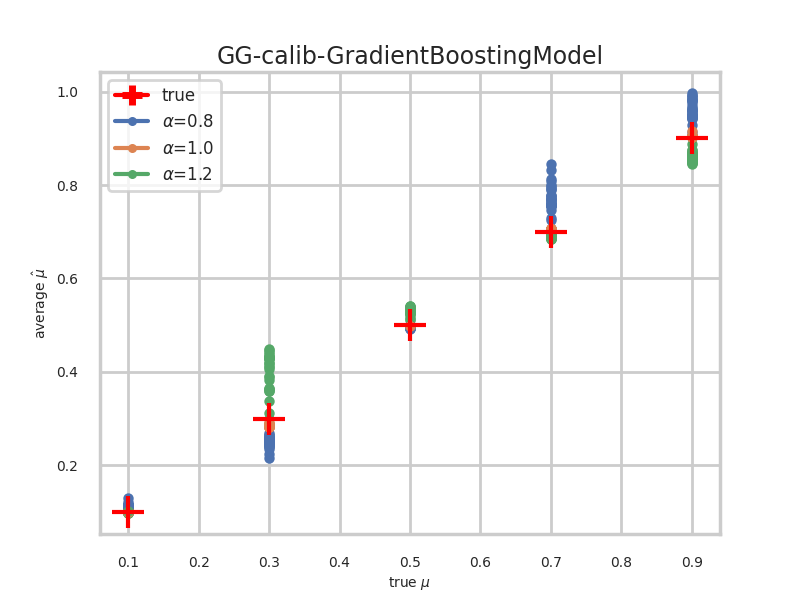 GG-calib-GradientBoostingModel
true
α=0.8
α=1.0
α=1.2
1.0
0.8
0.6
0.4
0.2
average μ̂
0.1 0.2 0.3 0.4 0.5 0.6 0.7 0.8 0.9
true μ